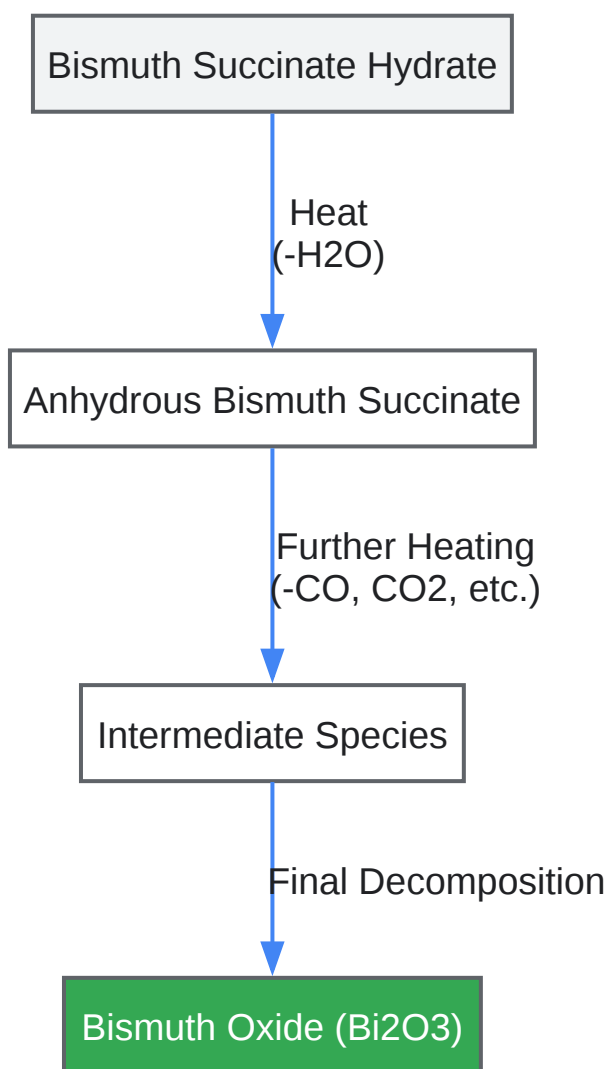 Bismuth Succinate Hydrate
Heat
(-H2O)
Anhydrous Bismuth Succinate
Further Heating
(-CO, CO2, etc.)
Intermediate Species
Final Decomposition
Bismuth Oxide (Bi2O3)